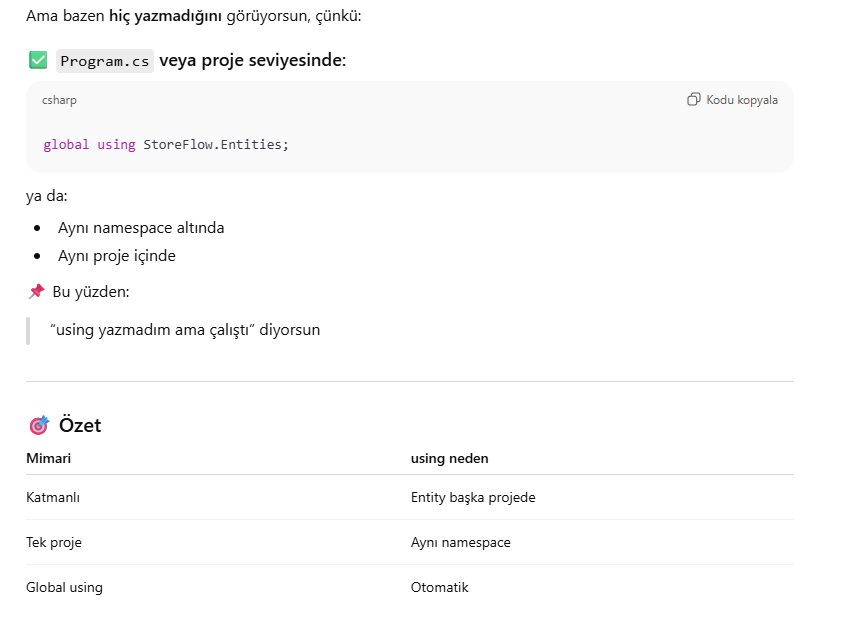 Ama bazen hiç yazmadığını görüyorsun, çünkü:
✅ Program.cs veya proje seviyesinde:
csharp
Kodu kopyala
global using StoreFlow.Entities;
ya da:
• Aynı namespace altında
• Aynı proje içinde
📌 Bu yüzden:
“using yazmadım ama çalıştı” diyorsun
🎯 Özet
Mimari using neden
Katmanlı Entity başka projede
Tek proje Aynı namespace
Global using Otomatik